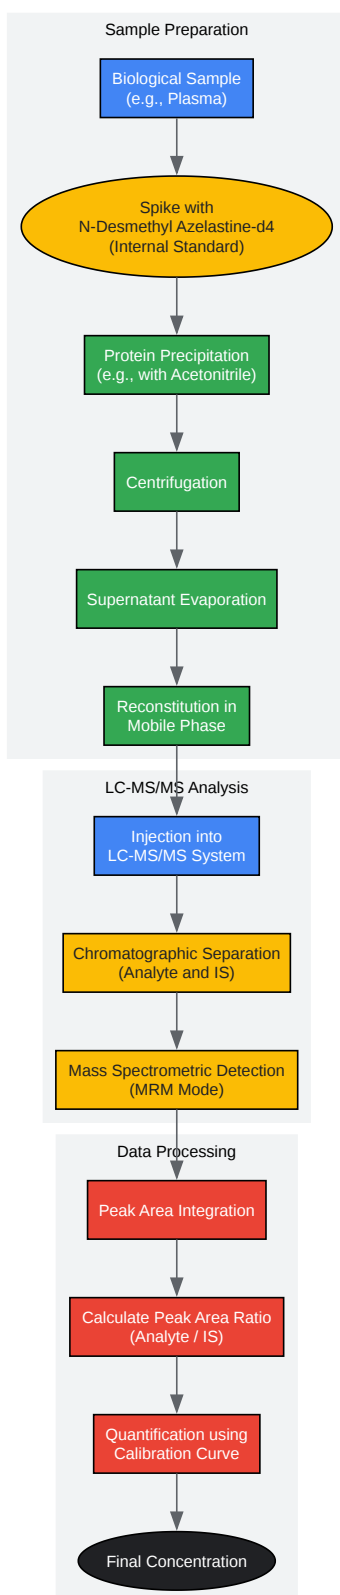 Sample Preparation
Biological Sample
(e.g., Plasma)
Spike with
N-Desmethyl Azelastine-d4
(Internal Standard)
Protein Precipitation
(e.g., with Acetonitrile)
Centrifugation
Supernatant Evaporation
Reconstitution in
Mobile Phase
LC-MS/MS Analysis
Injection into
LC-MS/MS System
Chromatographic Separation
(Analyte and IS)
Mass Spectrometric Detection
(MRM Mode)
Data Processing
Peak Area Integration
Calculate Peak Area Ratio
(Analyte / IS)
Quantification using
Calibration Curve
Final Concentration